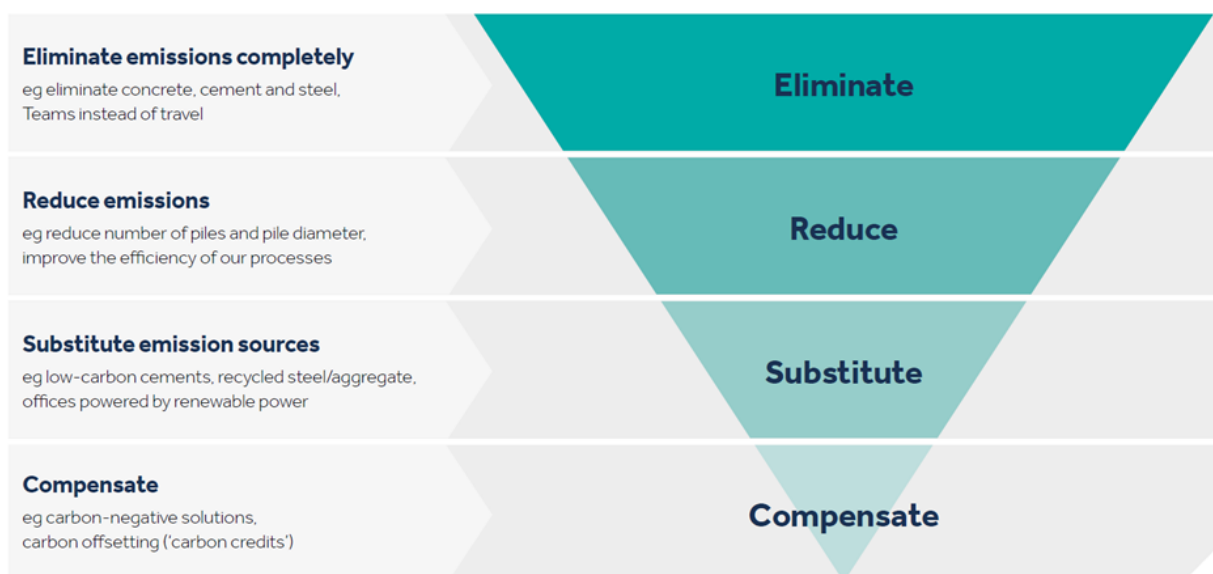 Eliminate emissions completely
eg eliminate concrete, cement and steel,
Teams instead of travel
Eliminate
Reduce emissions
eg reduce number of piles and pile diameter,
improve the efficiency of our processes
Reduce
Substitute emission sources
eg low-carbon cements, recycled steel/aggregate,
offices powered by renewable power
Substitute
Compensate
eg carbon-negative solutions,
carbon offsetting (‘carbon credits’)
Compensate